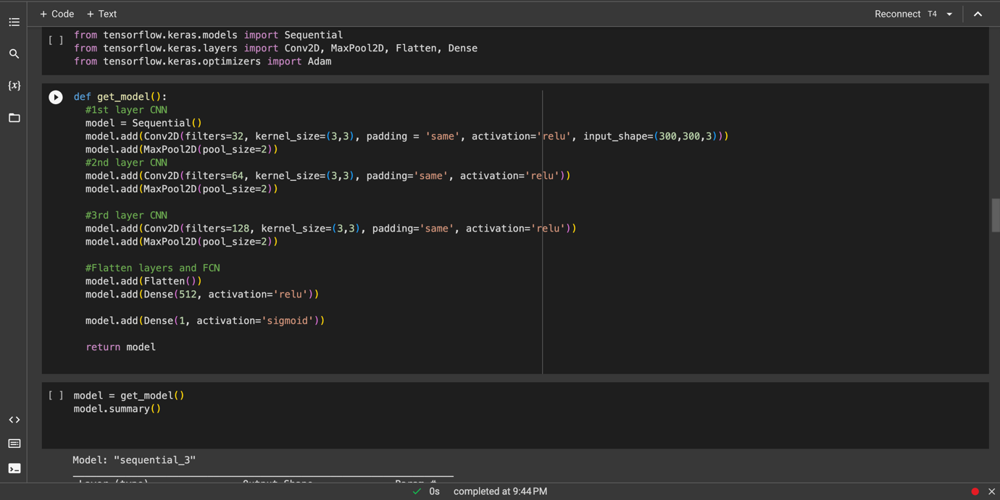 + Code + Text
Reconnect T4
[ ]
from tensorflow.keras.models import Sequential
from tensorflow.keras.layers import Conv2D, MaxPool2D, Flatten, Dense
from tensorflow.keras.optimizers import Adam
{x}
def get_model():
#1st layer CNN
model = Sequential()
model.add(Conv2D(filters=32, kernel_size=(3,3), padding = 'same', activation='relu', input_shape=(300,300,3)))
model.add(MaxPool2D(pool_size=2))
#2nd layer CNN
model.add(Conv2D(filters=64, kernel_size=(3,3), padding='same', activation='relu'))
model.add(MaxPool2D(pool_size=2))
#3rd layer CNN
model.add(Conv2D(filters=128, kernel_size=(3,3), padding='same', activation='relu'))
model.add(MaxPool2D(pool_size=2))
#Flatten layers and FCN
model.add(Flatten())
model.add(Dense(512, activation='relu'))
model.add(Dense(1, activation='sigmoid'))
return model
[ ] model = get_model()
model.summary()
Model: "sequential_3"
Layer (type) Output Shape Param #
0s completed at 9:44 PM